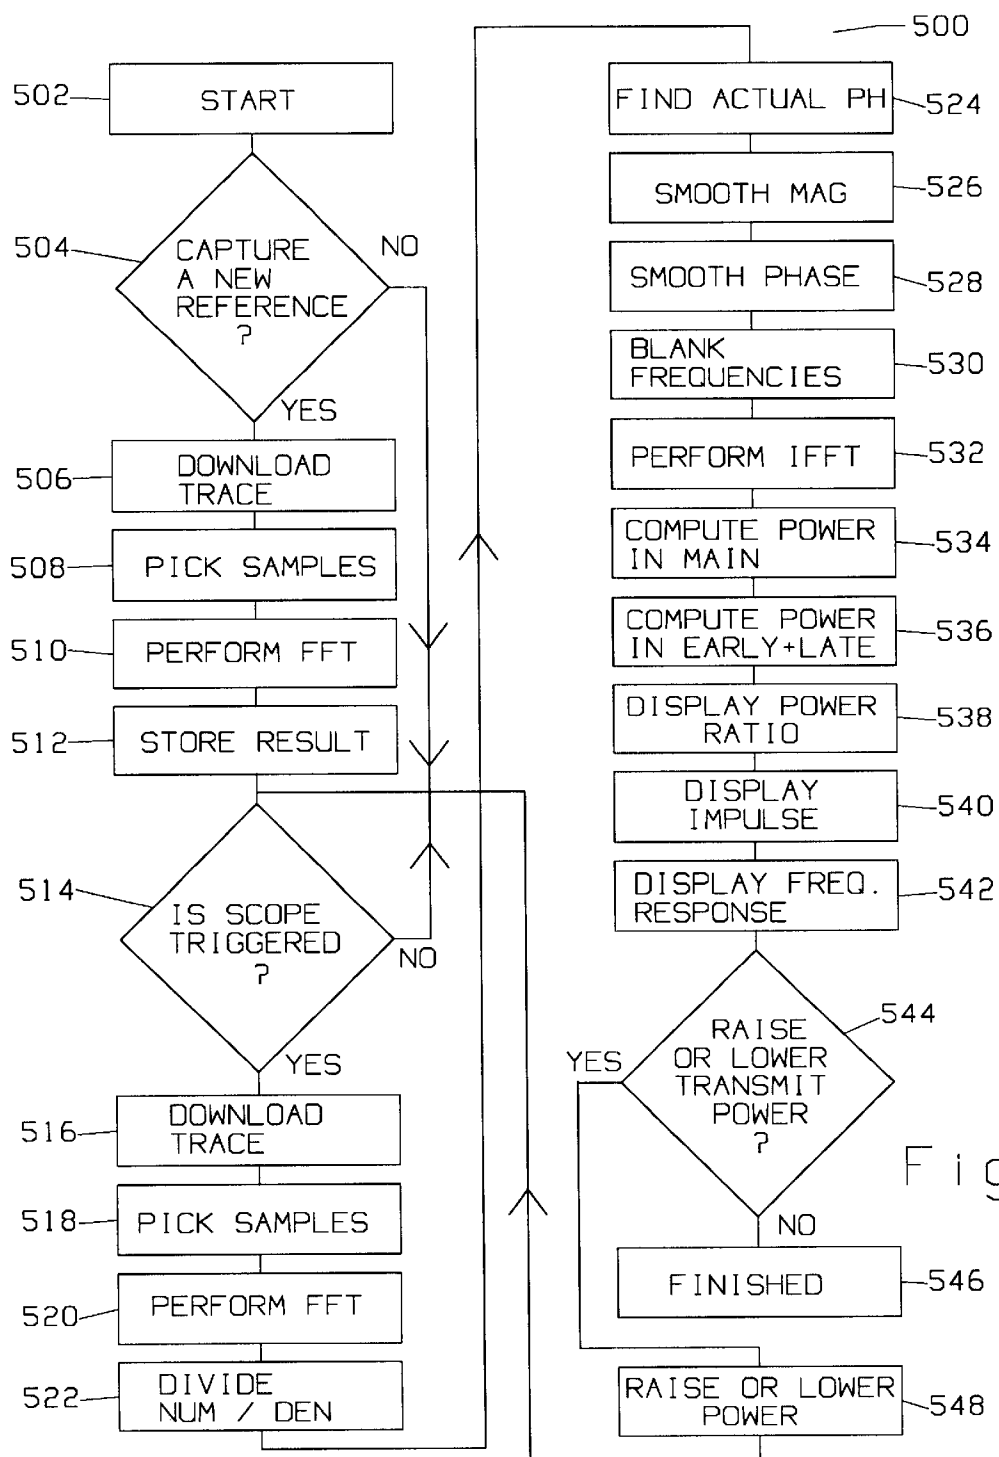 500
502
START
504
CAPTURE
A NEW
REFERENCE
?
NO
YES
506
DOWNLOAD
TRACE
508
PICK SAMPLES
510
PERFORM FFT
512
STORE RESULT
514
IS SCOPE
TRIGGERED
?
NO
YES
516
DOWNLOAD
TRACE
518
PICK SAMPLES
520
PERFORM FFT
522
DIVIDE
NUM / DEN
FIND ACTUAL PH
524
SMOOTH MAG
526
SMOOTH PHASE
528
BLANK
FREQUENCIES
530
PERFORM IFFT
532
COMPUTE POWER
IN MAIN
534
COMPUTE POWER
IN EARLY+LATE
536
DISPLAY POWER
RATIO
538
DISPLAY
IMPULSE
540
DISPLAY FREQ.
RESPONSE
542
RAISE
OR LOWER
TRANSMIT
POWER
?
544
YES
NO
Fig
FINISHED
546
RAISE OR LOWER
POWER
548